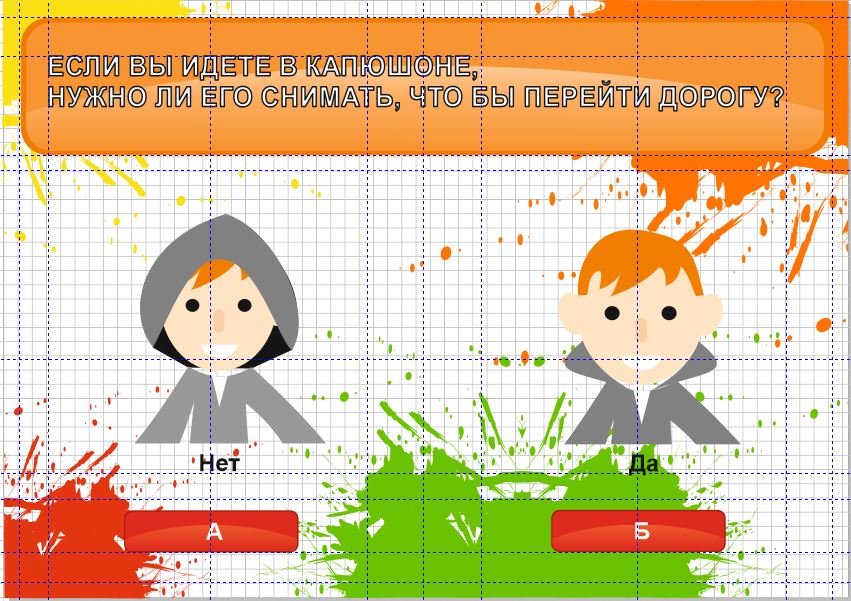 ЕСЛИ ВЫ ИДЕТЕ В КАПЮШОНЕ,
НУЖНО ЛИ ЕГО СНИМАТЬ, ЧТО БЫ ПЕРЕЙТИ ДОРОГУ?
Нет
Да
А
Б